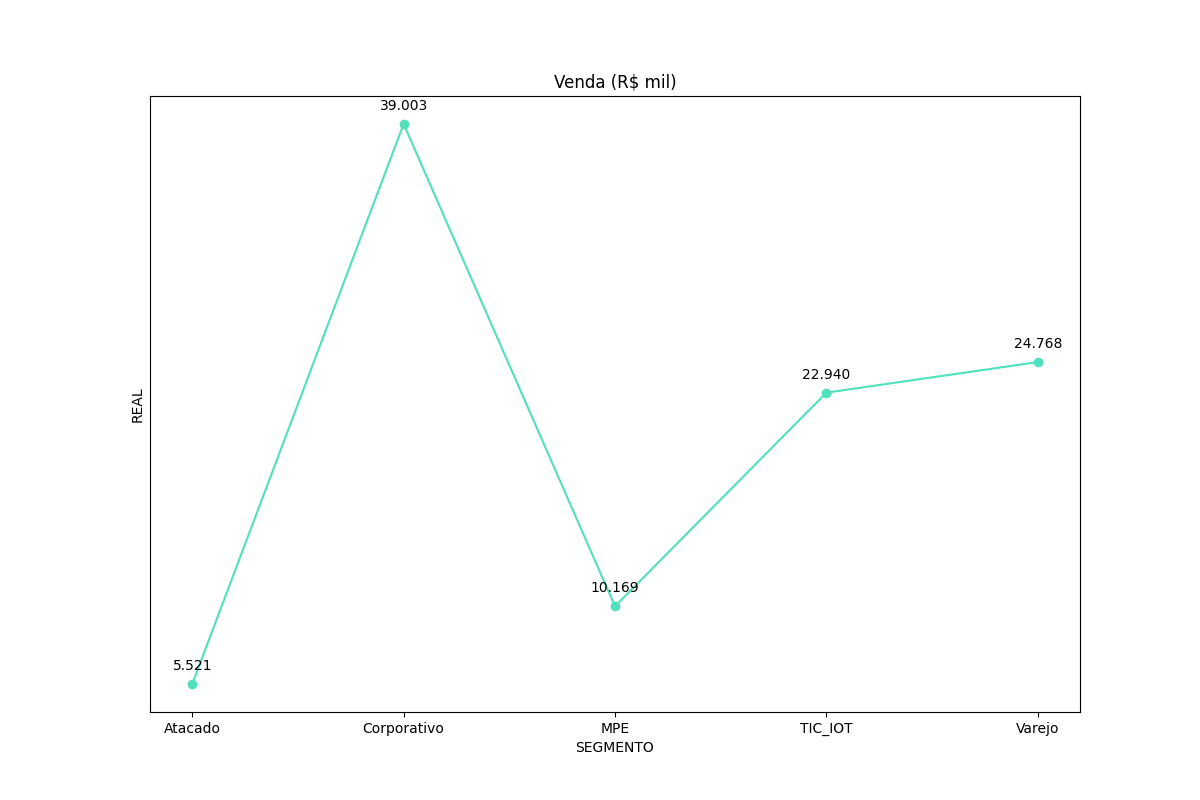 Venda (R$ mil)
39.003
24.768
22.940
10.169
5.521
REAL
Atacado Corporativo MPE TIC_IOT Varejo
SEGMENTO